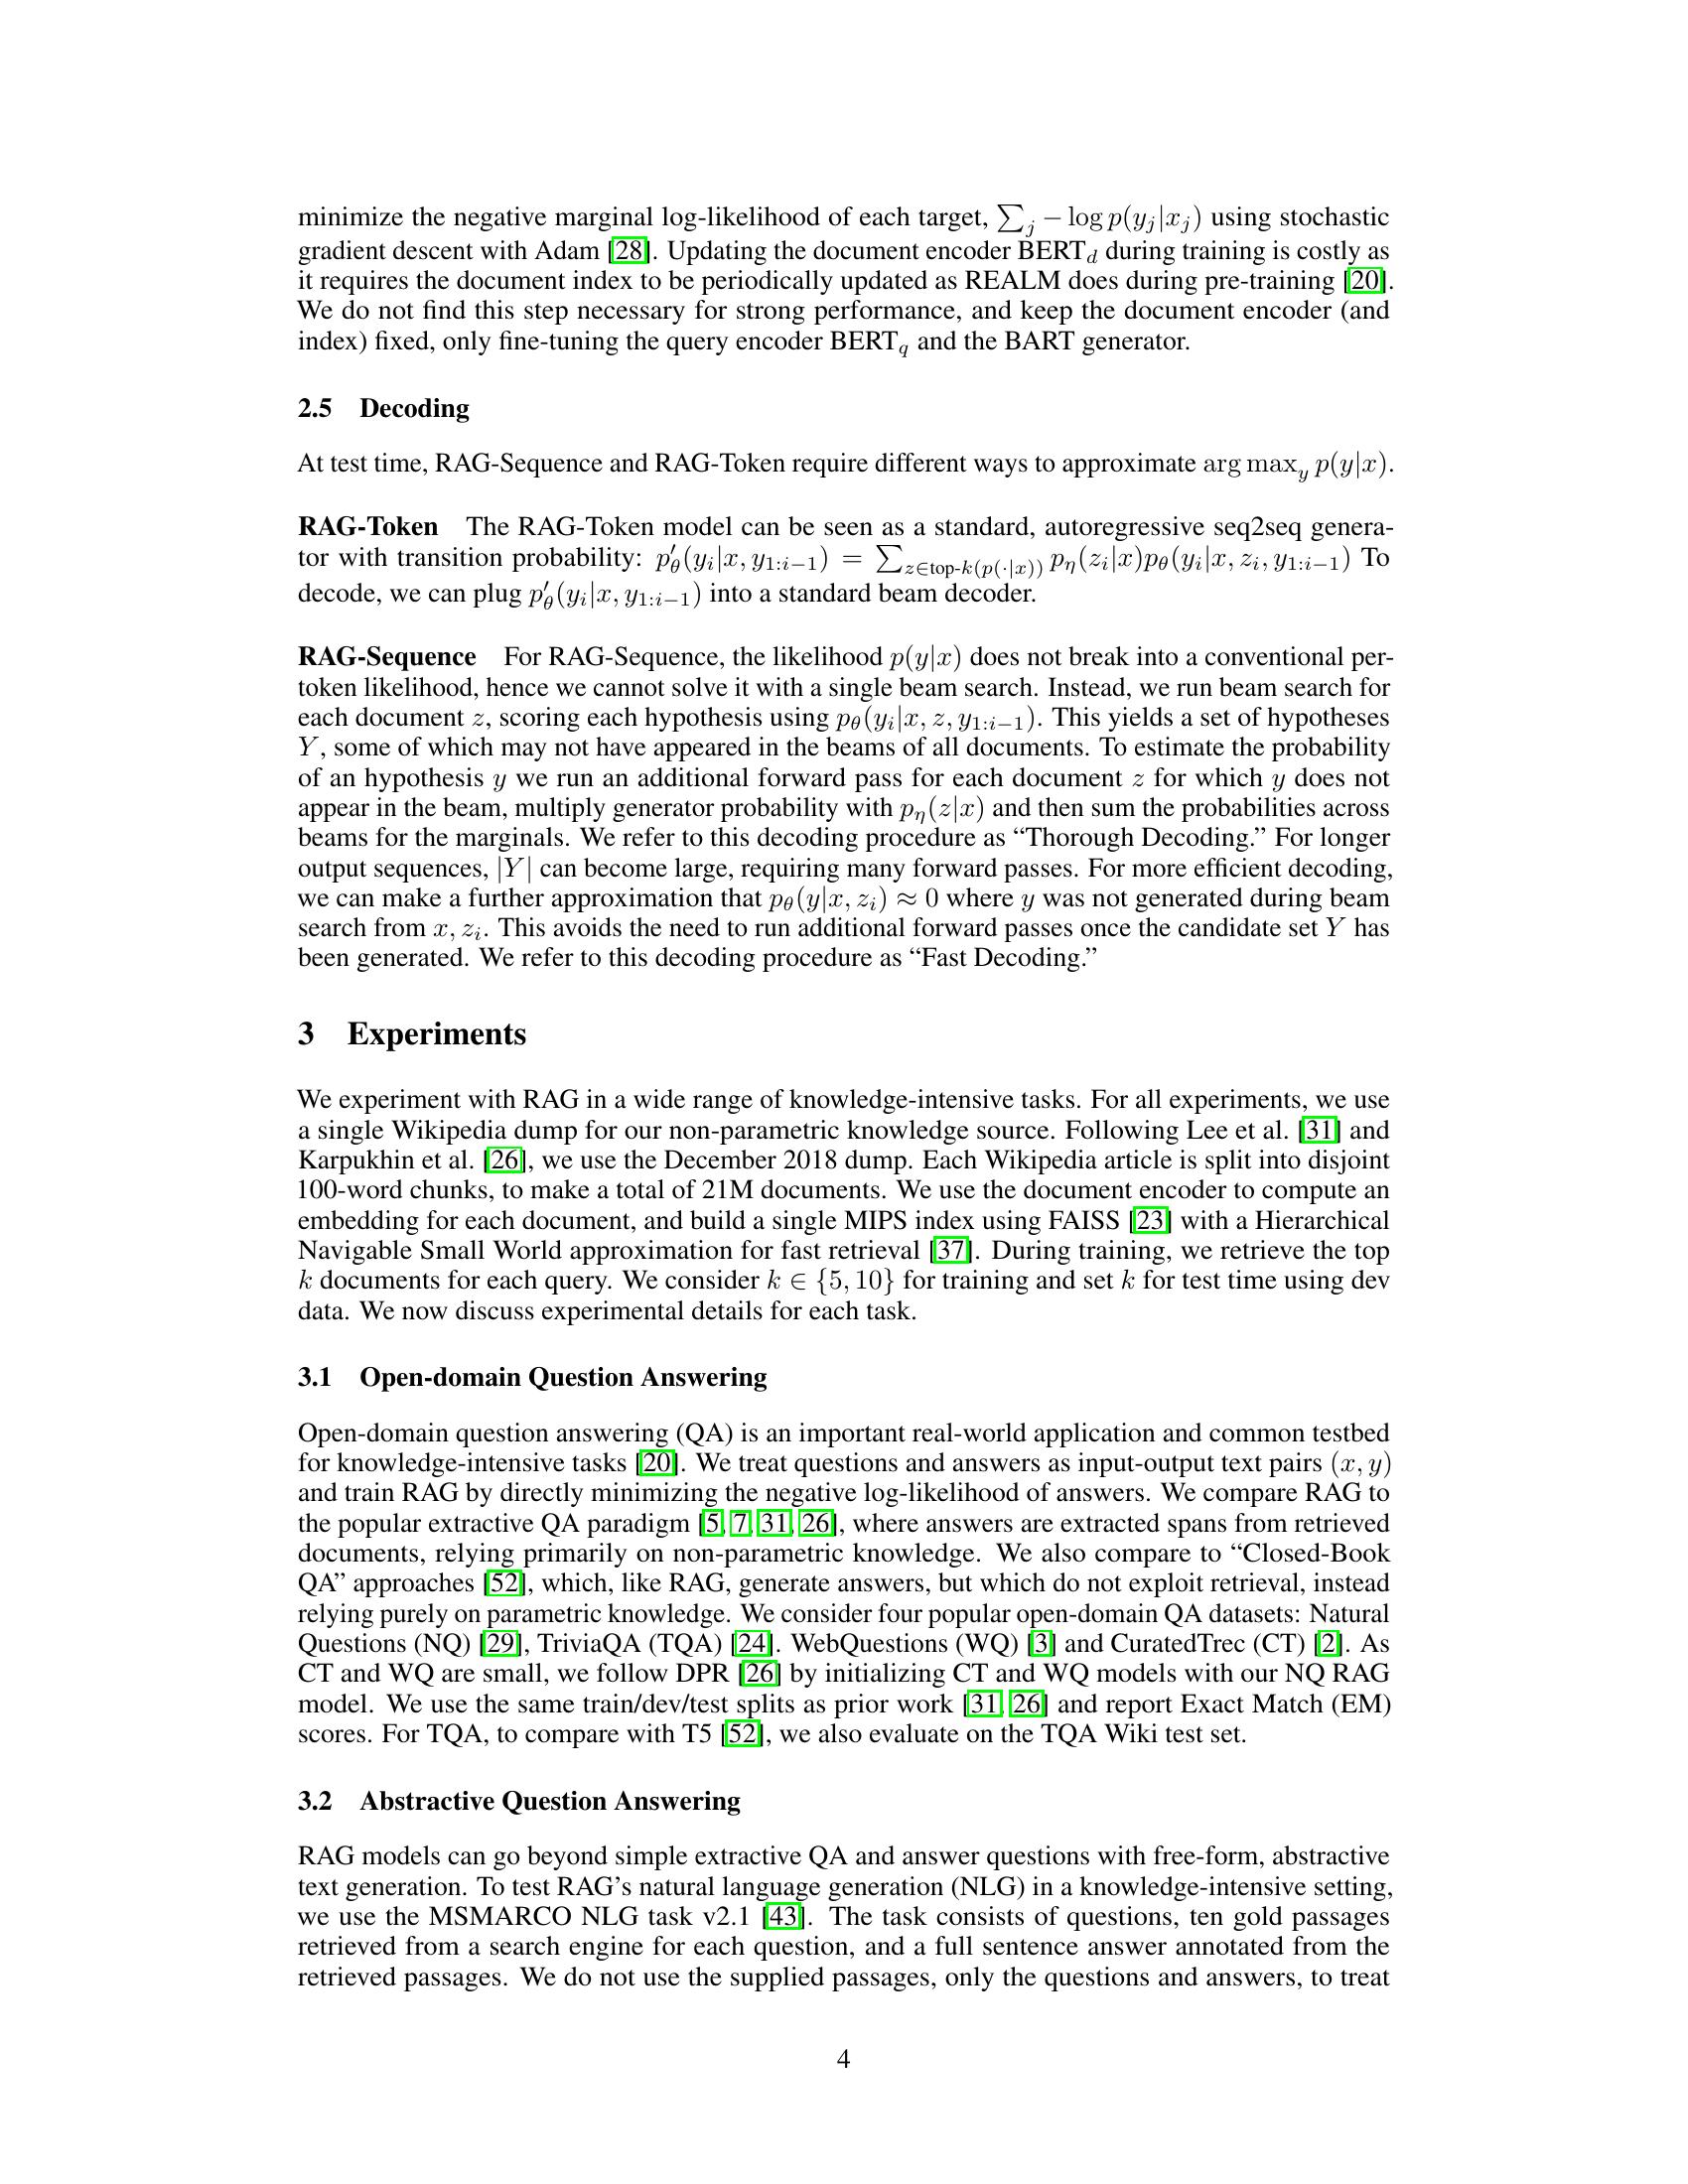 minimize the negative marginal log-likelihood of each target, ∑_j − log p(y_j|x_j) using stochastic
gradient descent with Adam [28]. Updating the document encoder BERT_d during training is costly as
it requires the document index to be periodically updated as REALM does during pre-training [20].
We do not find this step necessary for strong performance, and keep the document encoder (and
index) fixed, only fine-tuning the query encoder BERT_q and the BART generator.
2.5 Decoding
At test time, RAG-Sequence and RAG-Token require different ways to approximate arg max_y p(y|x).
RAG-Token The RAG-Token model can be seen as a standard, autoregressive seq2seq genera-
tor with transition probability: p′_θ(y_i|x, y_{1:i−1}) = ∑_{z∈top-k(p(·|x))} p_η(z_i|x)p_θ(y_i|x, z_i, y_{1:i−1}) To
decode, we can plug p′_θ(y_i|x, y_{1:i−1}) into a standard beam decoder.
RAG-Sequence For RAG-Sequence, the likelihood p(y|x) does not break into a conventional per-
token likelihood, hence we cannot solve it with a single beam search. Instead, we run beam search for
each document z, scoring each hypothesis using p_θ(y_i|x, z, y_{1:i−1}). This yields a set of hypotheses
Y, some of which may not have appeared in the beams of all documents. To estimate the probability
of an hypothesis y we run an additional forward pass for each document z for which y does not
appear in the beam, multiply generator probability with p_η(z|x) and then sum the probabilities across
beams for the marginals. We refer to this decoding procedure as “Thorough Decoding.” For longer
output sequences, |Y| can become large, requiring many forward passes. For more efficient decoding,
we can make a further approximation that p_θ(y|x, z_i) ≈ 0 where y was not generated during beam
search from x, z_i. This avoids the need to run additional forward passes once the candidate set Y has
been generated. We refer to this decoding procedure as “Fast Decoding.”
3 Experiments
We experiment with RAG in a wide range of knowledge-intensive tasks. For all experiments, we use
a single Wikipedia dump for our non-parametric knowledge source. Following Lee et al. [31] and
Karpukhin et al. [26], we use the December 2018 dump. Each Wikipedia article is split into disjoint
100-word chunks, to make a total of 21M documents. We use the document encoder to compute an
embedding for each document, and build a single MIPS index using FAISS [23] with a Hierarchical
Navigable Small World approximation for fast retrieval [37]. During training, we retrieve the top
k documents for each query. We consider k ∈ {5, 10} for training and set k for test time using dev
data. We now discuss experimental details for each task.
3.1 Open-domain Question Answering
Open-domain question answering (QA) is an important real-world application and common testbed
for knowledge-intensive tasks [20]. We treat questions and answers as input-output text pairs (x, y)
and train RAG by directly minimizing the negative log-likelihood of answers. We compare RAG to
the popular extractive QA paradigm [5, 7, 31, 26], where answers are extracted spans from retrieved
documents, relying primarily on non-parametric knowledge. We also compare to “Closed-Book
QA” approaches [52], which, like RAG, generate answers, but which do not exploit retrieval, instead
relying purely on parametric knowledge. We consider four popular open-domain QA datasets: Natural
Questions (NQ) [29], TriviaQA (TQA) [24]. WebQuestions (WQ) [3] and CuratedTrec (CT) [2]. As
CT and WQ are small, we follow DPR [26] by initializing CT and WQ models with our NQ RAG
model. We use the same train/dev/test splits as prior work [31, 26] and report Exact Match (EM)
scores. For TQA, to compare with T5 [52], we also evaluate on the TQA Wiki test set.
3.2 Abstractive Question Answering
RAG models can go beyond simple extractive QA and answer questions with free-form, abstractive
text generation. To test RAG’s natural language generation (NLG) in a knowledge-intensive setting,
we use the MSMARCO NLG task v2.1 [43]. The task consists of questions, ten gold passages
retrieved from a search engine for each question, and a full sentence answer annotated from the
retrieved passages. We do not use the supplied passages, only the questions and answers, to treat
4